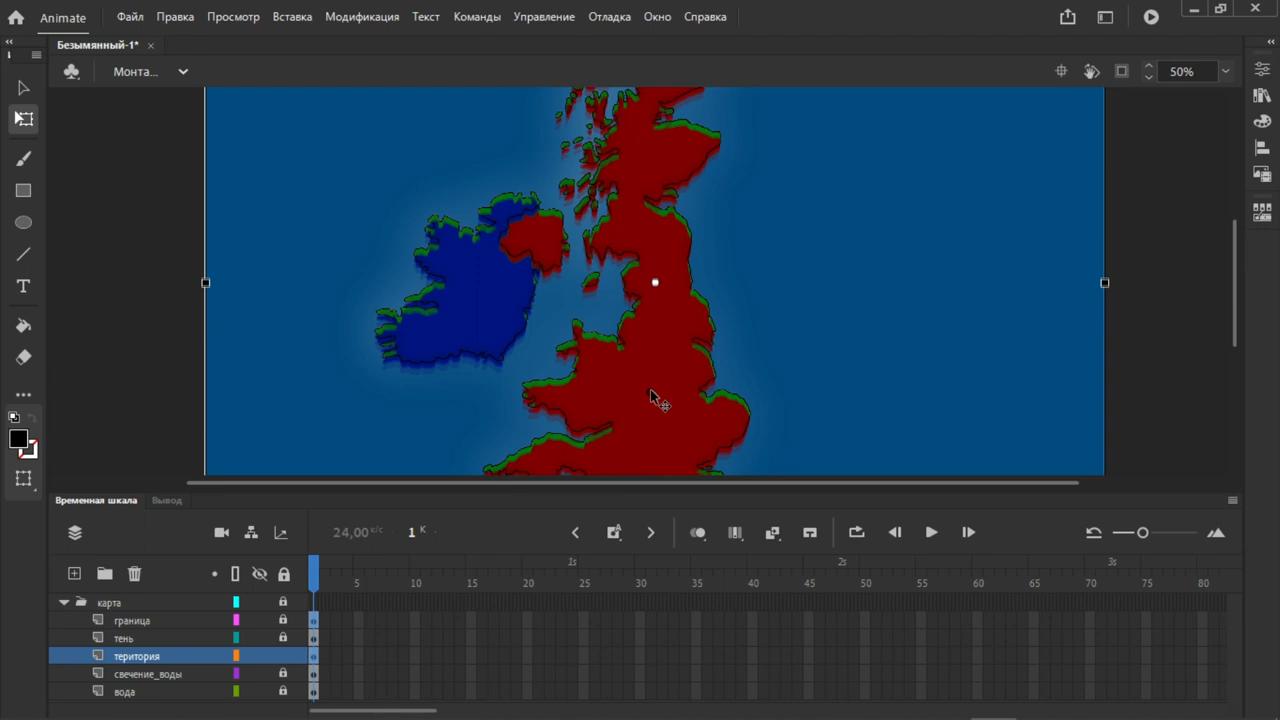 Animate Файл Правка Просмотр Вставка Модификация Текст Команды Управление Отладка Окно Справка
Безымянный-1*
Монта... 50%
Временная шкала Вывод
24,00 к/с 1 К
1s 2s 3s
5 10 15 20 25 30 35 40 45 50 55 60 65 70 75 80
карта
граница
тень
територия
свечение_воды
вода